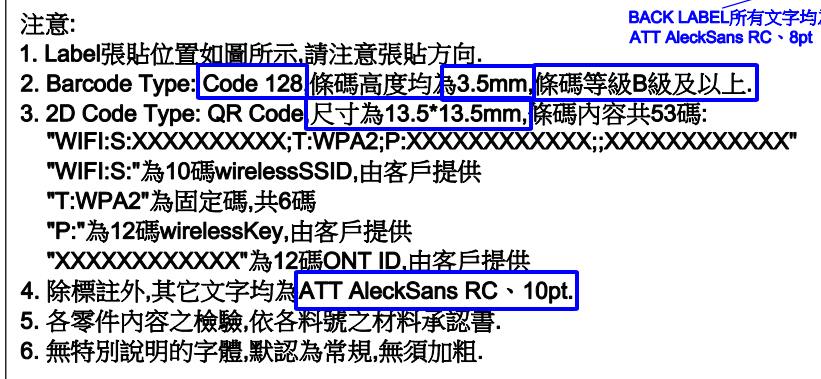 BACK LABEL所有文字均為
ATT AleckSans RC、8pt
注意:
1. Label張貼位置如圖所示,請注意張貼方向.
2. Barcode Type: Code 128,條碼高度均為3.5mm,條碼等級B級及以上.
3. 2D Code Type: QR Code,尺寸為13.5*13.5mm,條碼內容共53碼:
"WIFI:S:XXXXXXXXXX;T:WPA2;P:XXXXXXXXXXXX;;XXXXXXXXXXXX"
"WIFI:S:"為10碼wirelessSSID,由客戶提供
"T:WPA2"為固定碼,共6碼
"P:"為12碼wirelessKey,由客戶提供
"XXXXXXXXXXXX"為12碼ONT ID,由客戶提供
4. 除標註外,其它文字均為ATT AleckSans RC、10pt.
5. 各零件內容之檢驗,依各料號之材料承認書.
6. 無特別說明的字體,默認為常規,無須加粗.